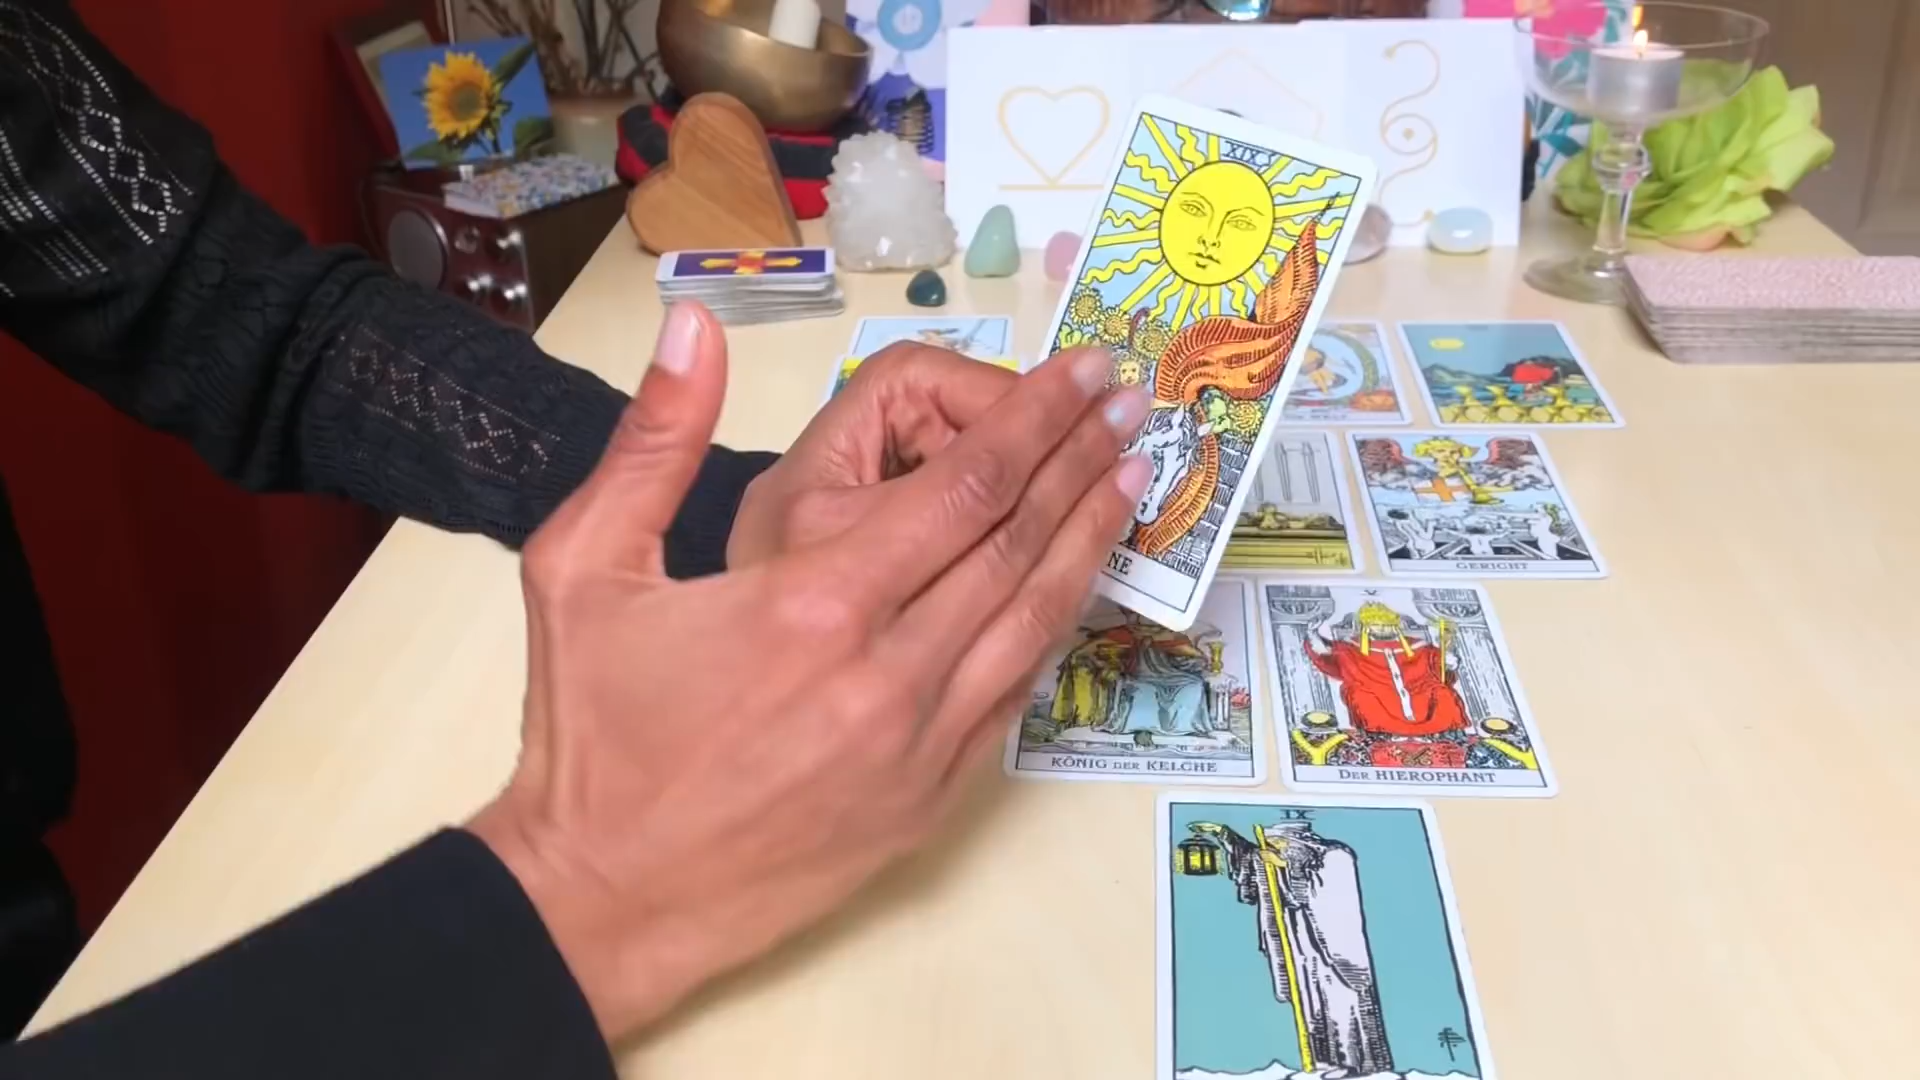 XIX
NE
GERICHT
V
KÖNIG DER KELCHE
DER HIEROPHANT
IX